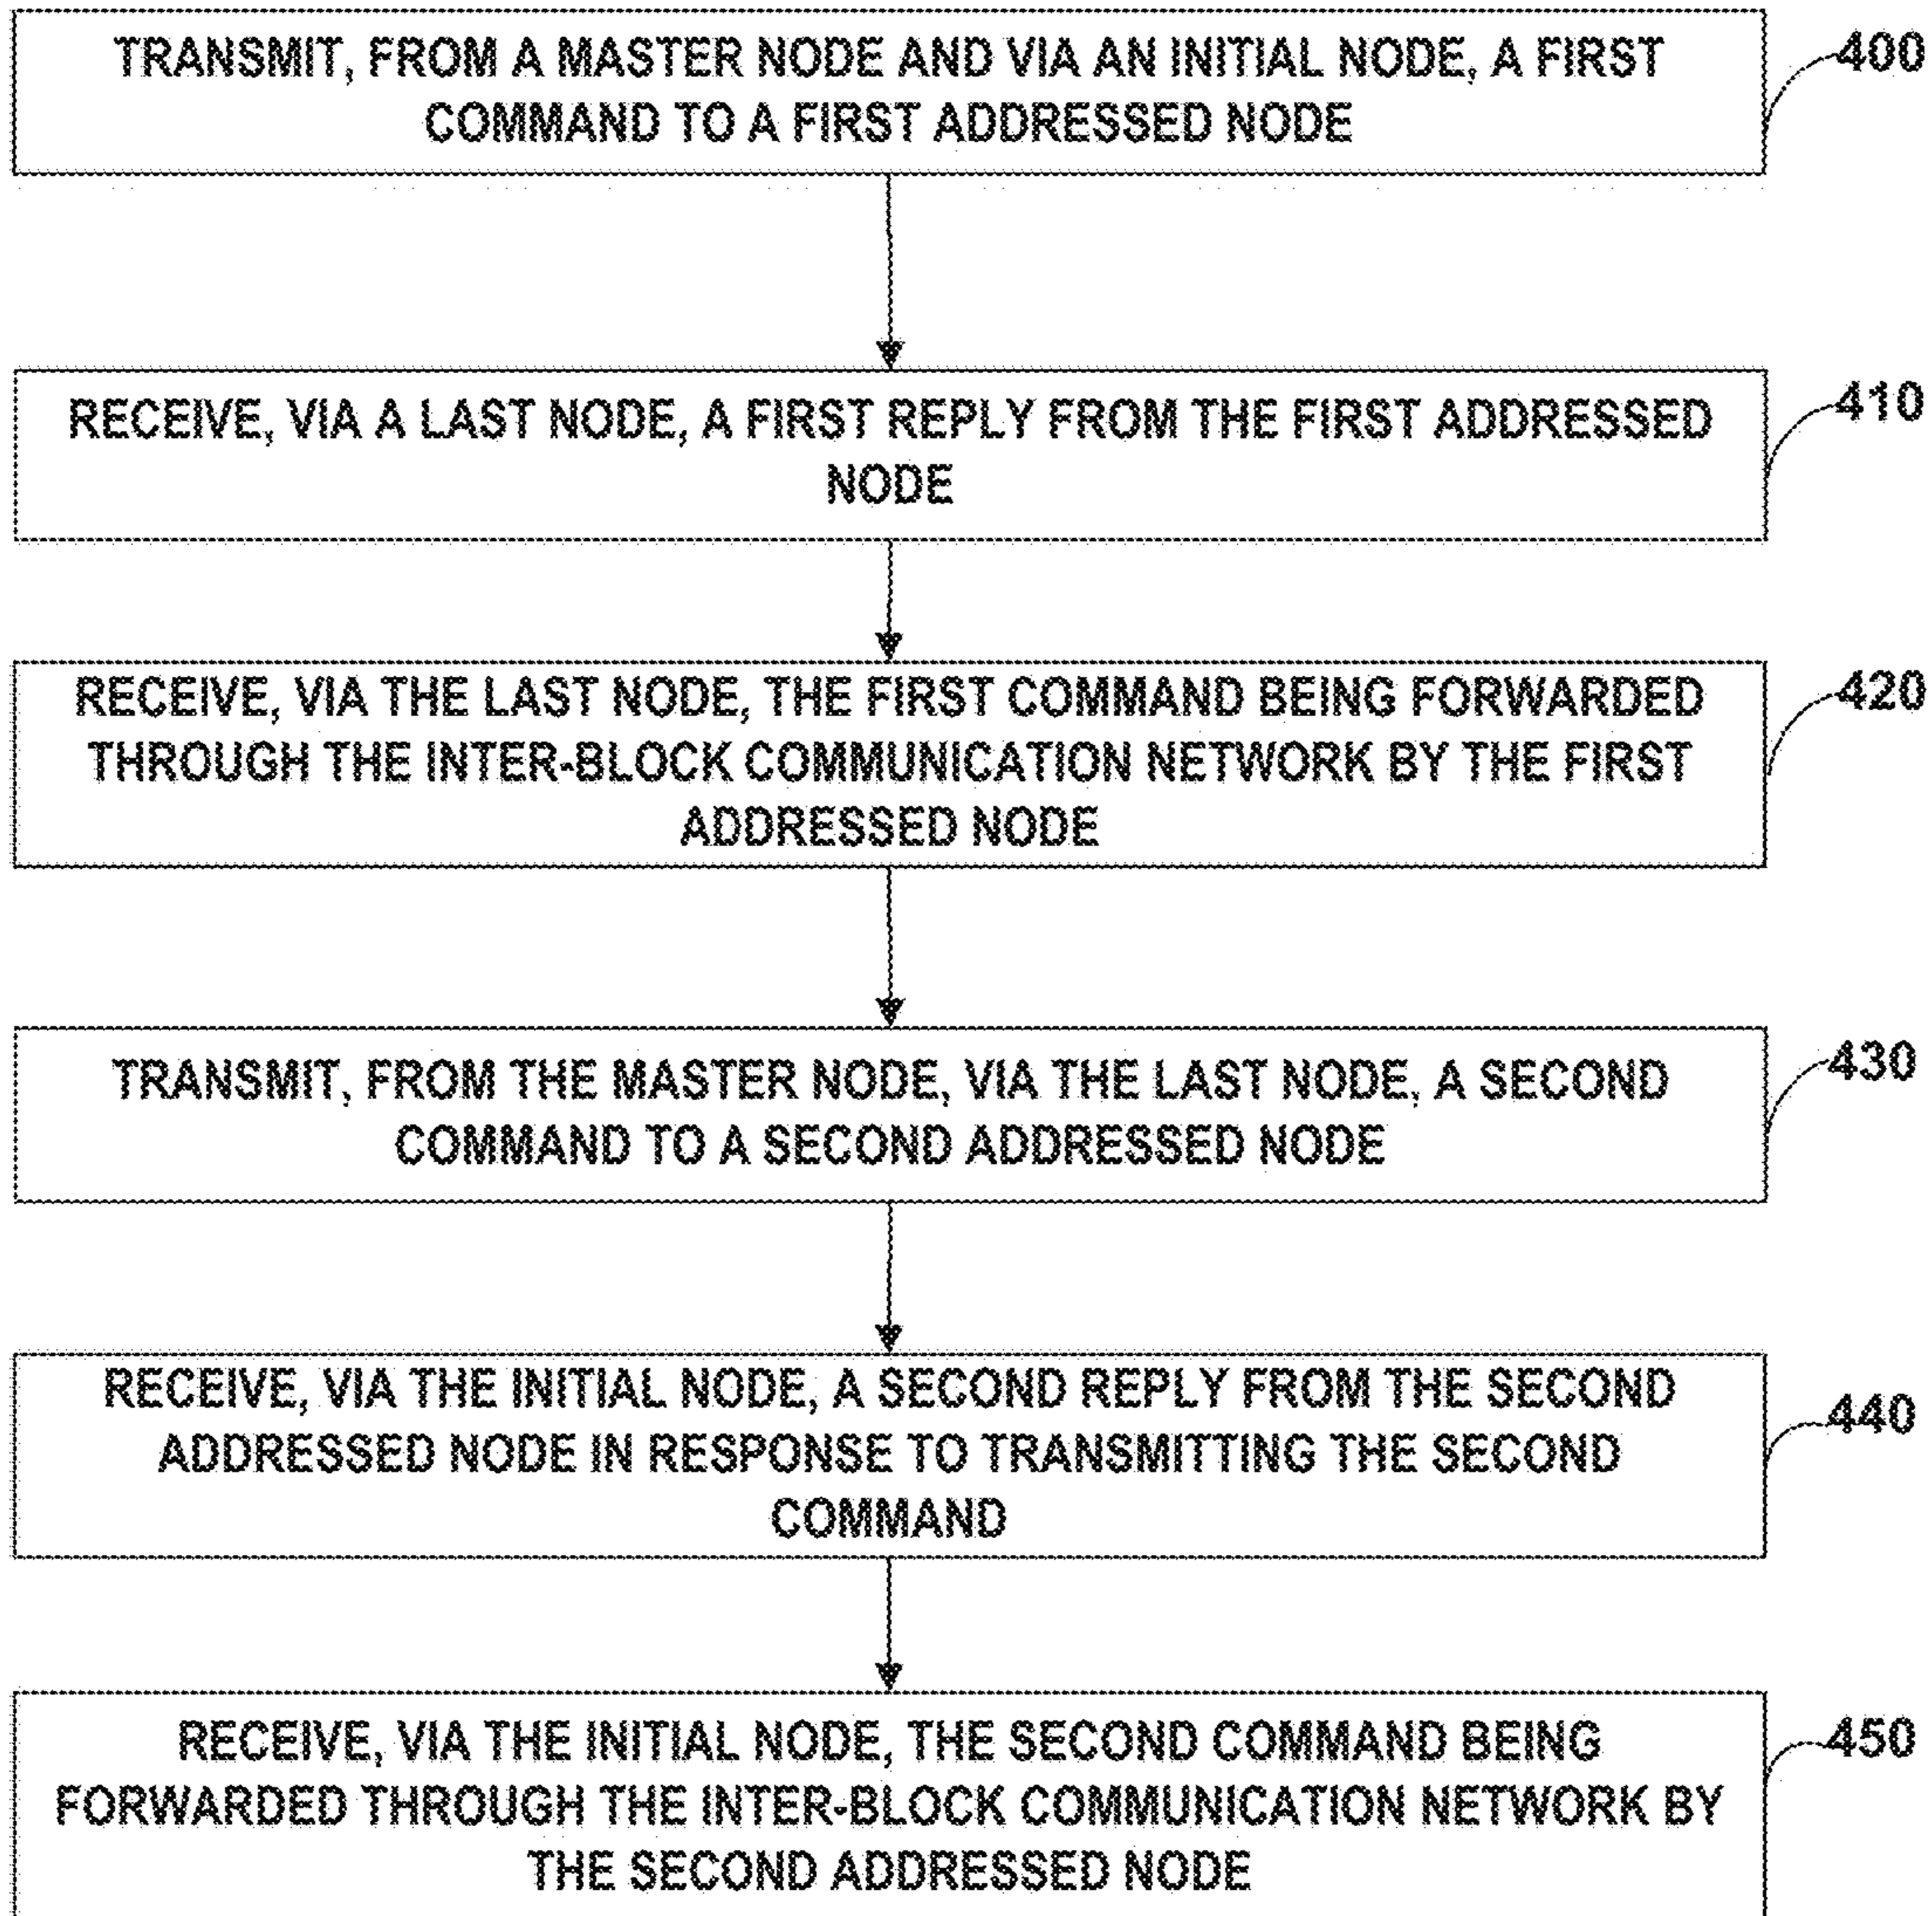 TRANSMIT, FROM A MASTER NODE AND VIA AN INITIAL NODE, A FIRST
COMMAND TO A FIRST ADDRESSED NODE
400
RECEIVE, VIA A LAST NODE, A FIRST REPLY FROM THE FIRST ADDRESSED
NODE
410
RECEIVE, VIA THE LAST NODE, THE FIRST COMMAND BEING FORWARDED
THROUGH THE INTER-BLOCK COMMUNICATION NETWORK BY THE FIRST
ADDRESSED NODE
420
TRANSMIT, FROM THE MASTER NODE, VIA THE LAST NODE, A SECOND
COMMAND TO A SECOND ADDRESSED NODE
430
RECEIVE, VIA THE INITIAL NODE, A SECOND REPLY FROM THE SECOND
ADDRESSED NODE IN RESPONSE TO TRANSMITTING THE SECOND
COMMAND
440
RECEIVE, VIA THE INITIAL NODE, THE SECOND COMMAND BEING
FORWARDED THROUGH THE INTER-BLOCK COMMUNICATION NETWORK BY
THE SECOND ADDRESSED NODE
450